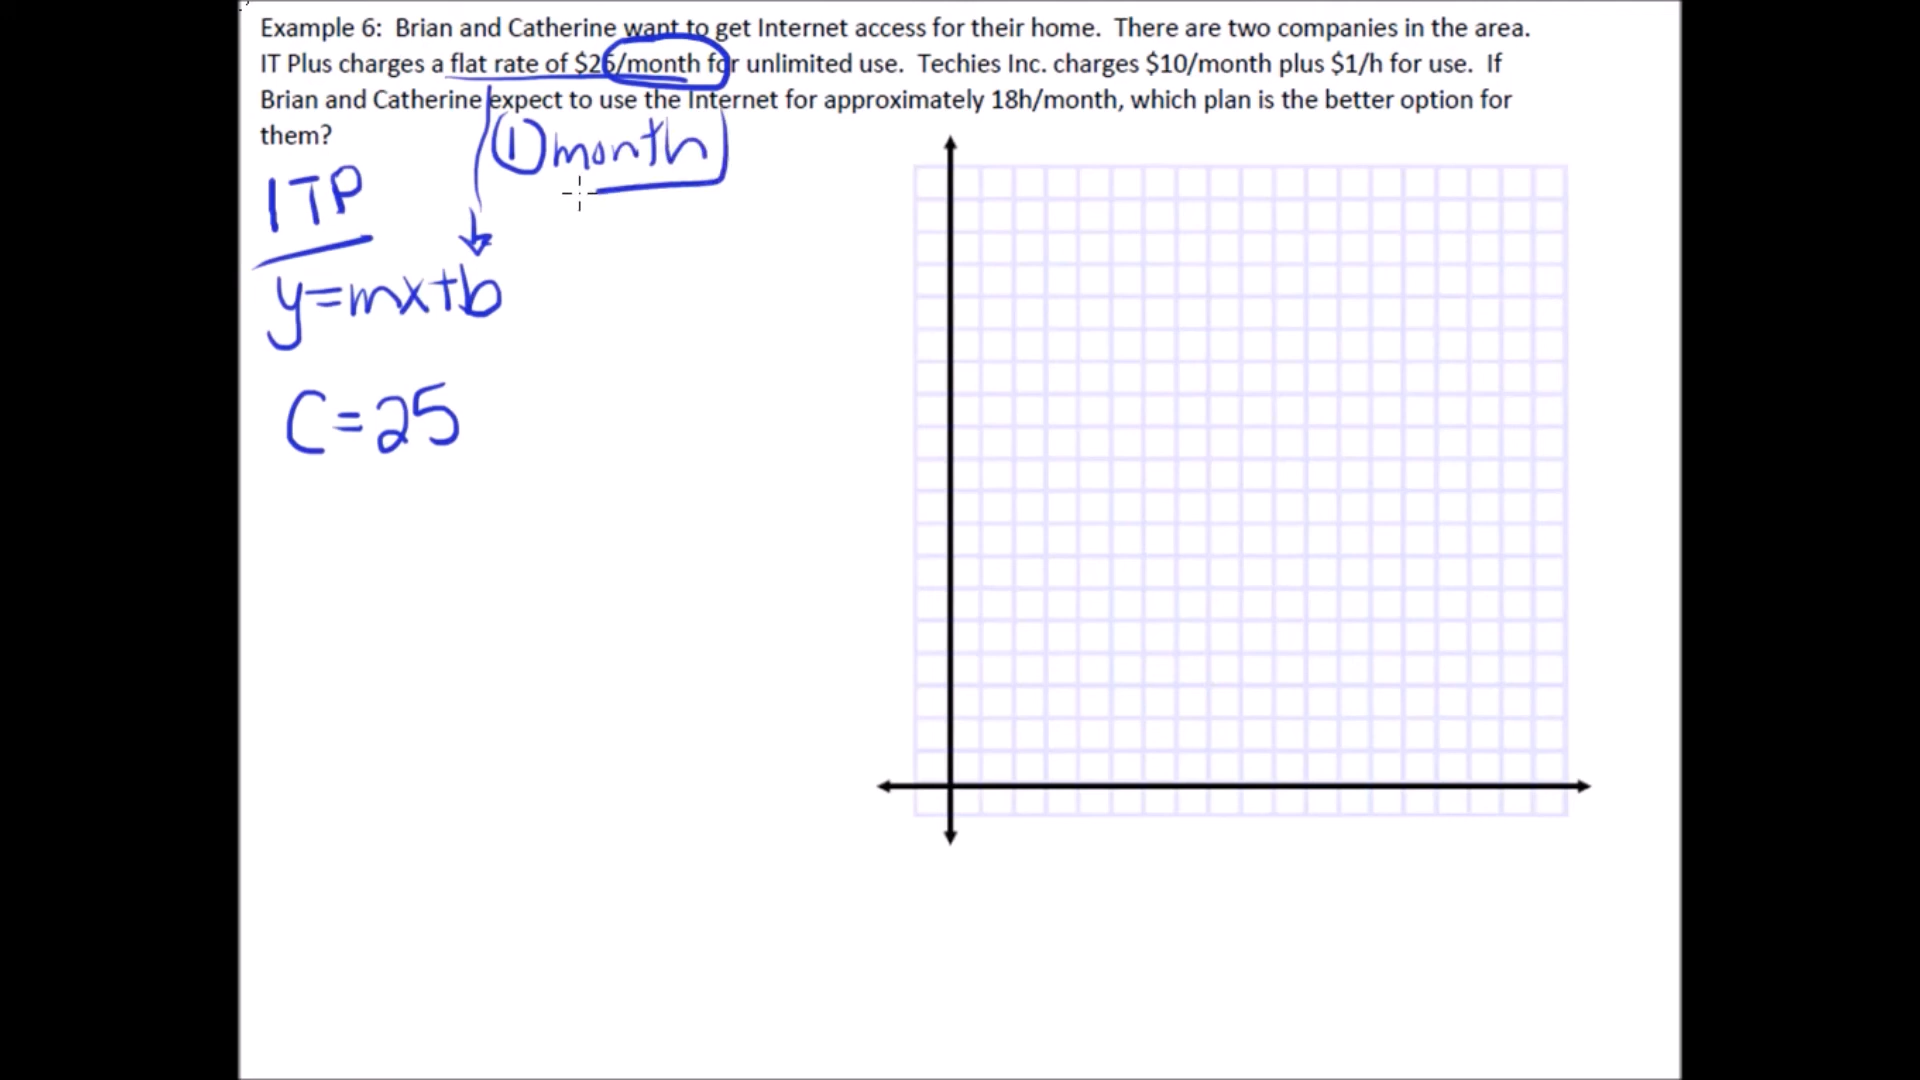 Example 6:  Brian and Catherine want to get Internet access for their home.  There are two companies in the area.
IT Plus charges a flat rate of $25/month for unlimited use.  Techies Inc. charges $10/month plus $1/h for use.  If
Brian and Catherine expect to use the Internet for approximately 18h/month, which plan is the better option for
them?
1 month
ITP
y=mx+b
C=25